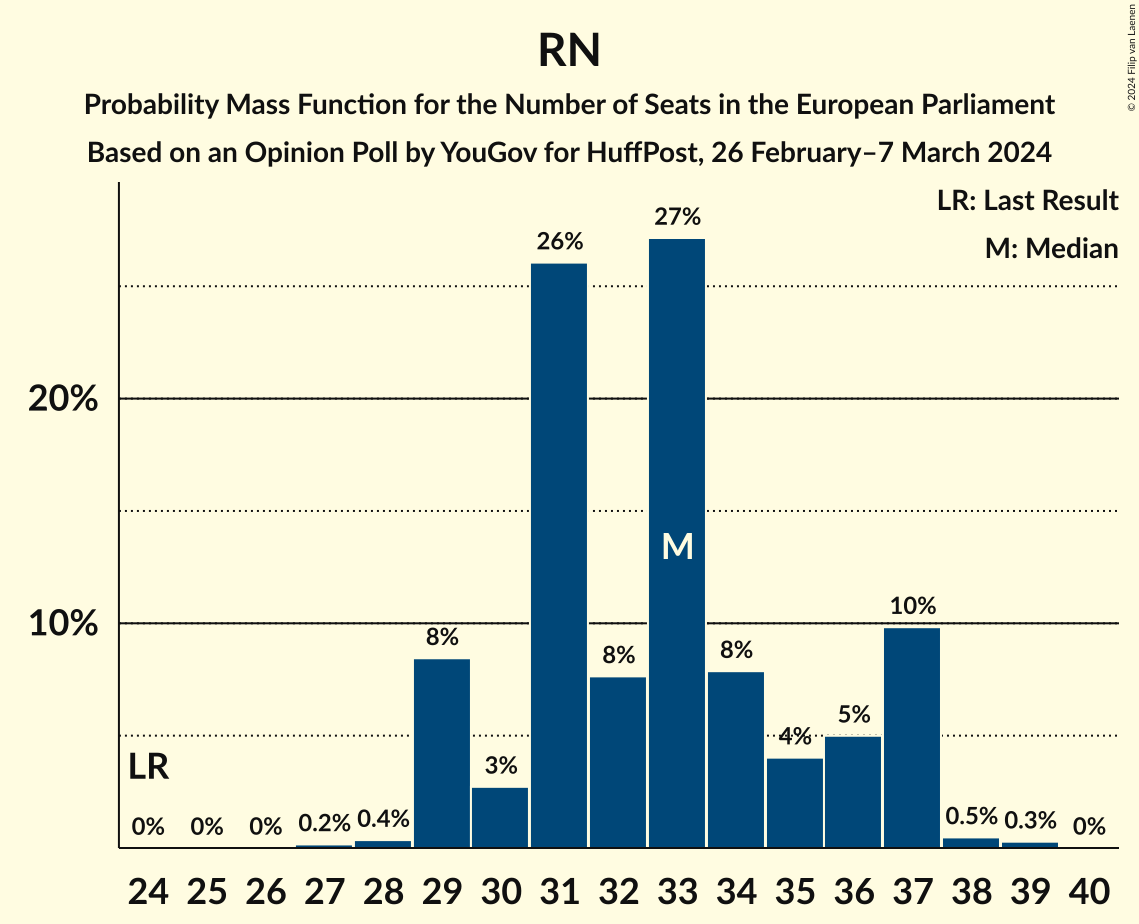 RN
Probability Mass Function for the Number of Seats in the European Parliament
Based on an Opinion Poll by YouGov for HuffPost, 26 February–7 March 2024
© 2024 Filip van Laenen
LR: Last Result
M: Median
20%
10%
LR
M
0% 0% 0% 0.2% 0.4% 8% 3% 26% 8% 27% 8% 4% 5% 10% 0.5% 0.3% 0%
24 25 26 27 28 29 30 31 32 33 34 35 36 37 38 39 40